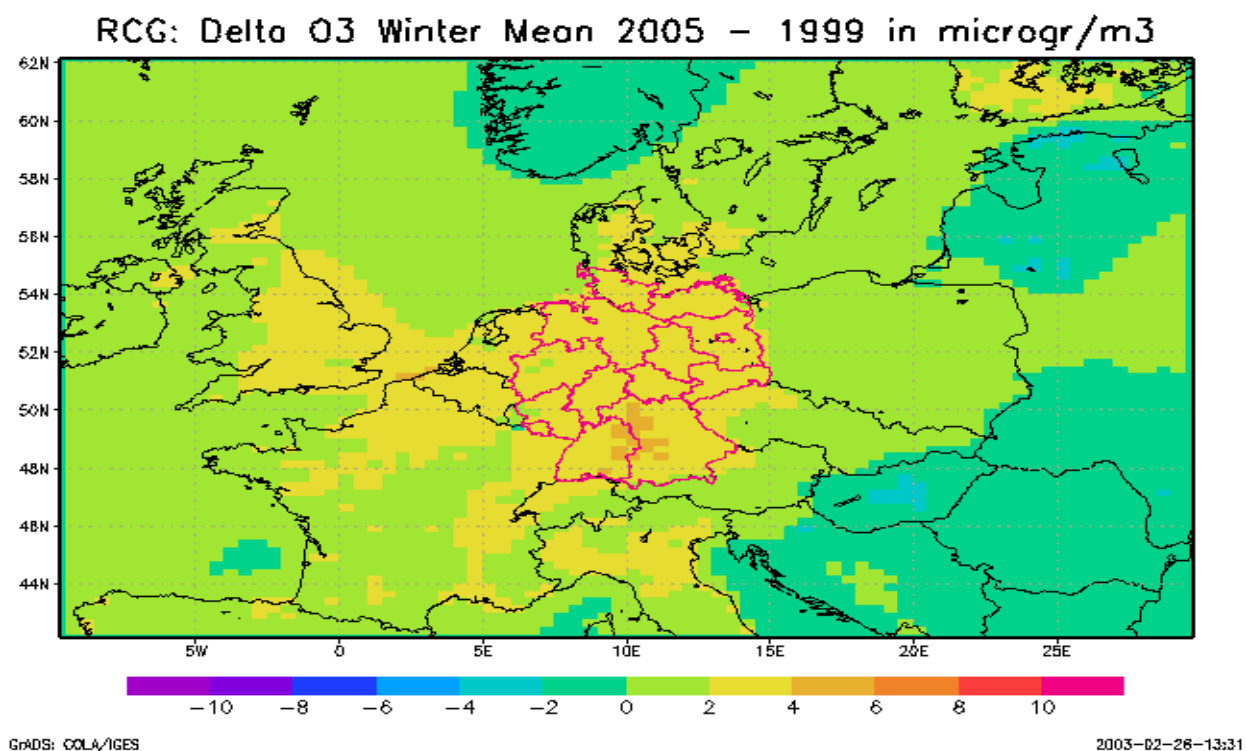 RCG: Delta O3 Winter Mean 2005 - 1999 in microgr/m3
62N
60N
58N
56N
54N
52N
50N
48N
46N
44N
5W 0 5E 10E 15E 20E 25E
-10 -8 -6 -4 -2 0 2 4 6 8 10
GrADS: COLA/IGES 2003-02-26-13:31